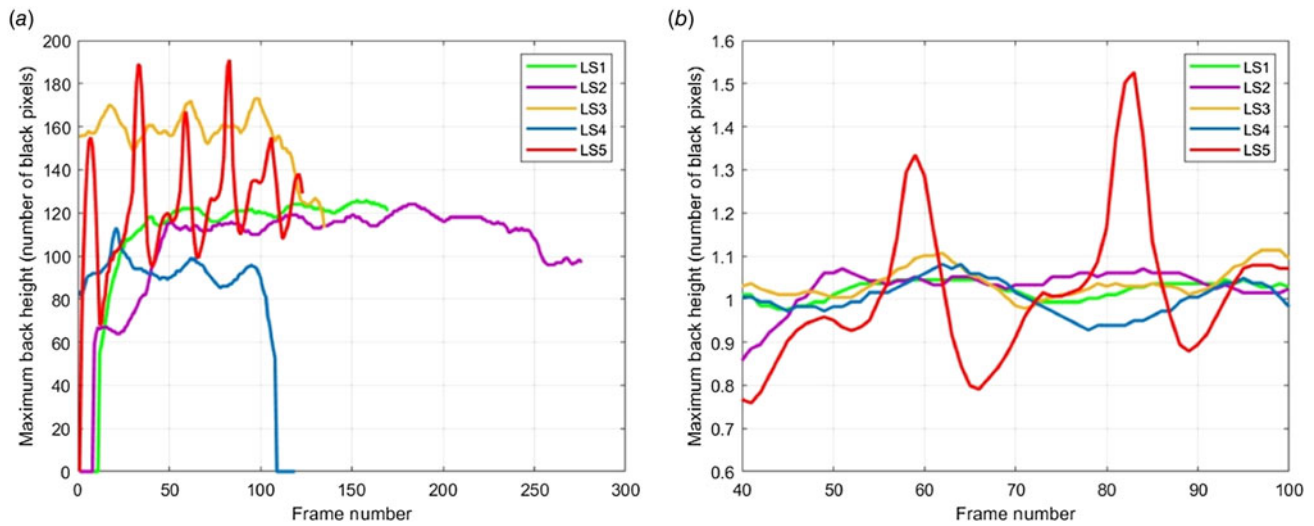 (a)
Maximum back height (number of black pixels)
200
180
160
140
120
100
80
60
40
20
0
0 50 100 150 200 250 300
Frame number
LS1
LS2
LS3
LS4
LS5
(b)
Maximum back height (number of black pixels)
1.6
1.5
1.4
1.3
1.2
1.1
1
0.9
0.8
0.7
0.6
40 50 60 70 80 90 100
Frame number
LS1
LS2
LS3
LS4
LS5